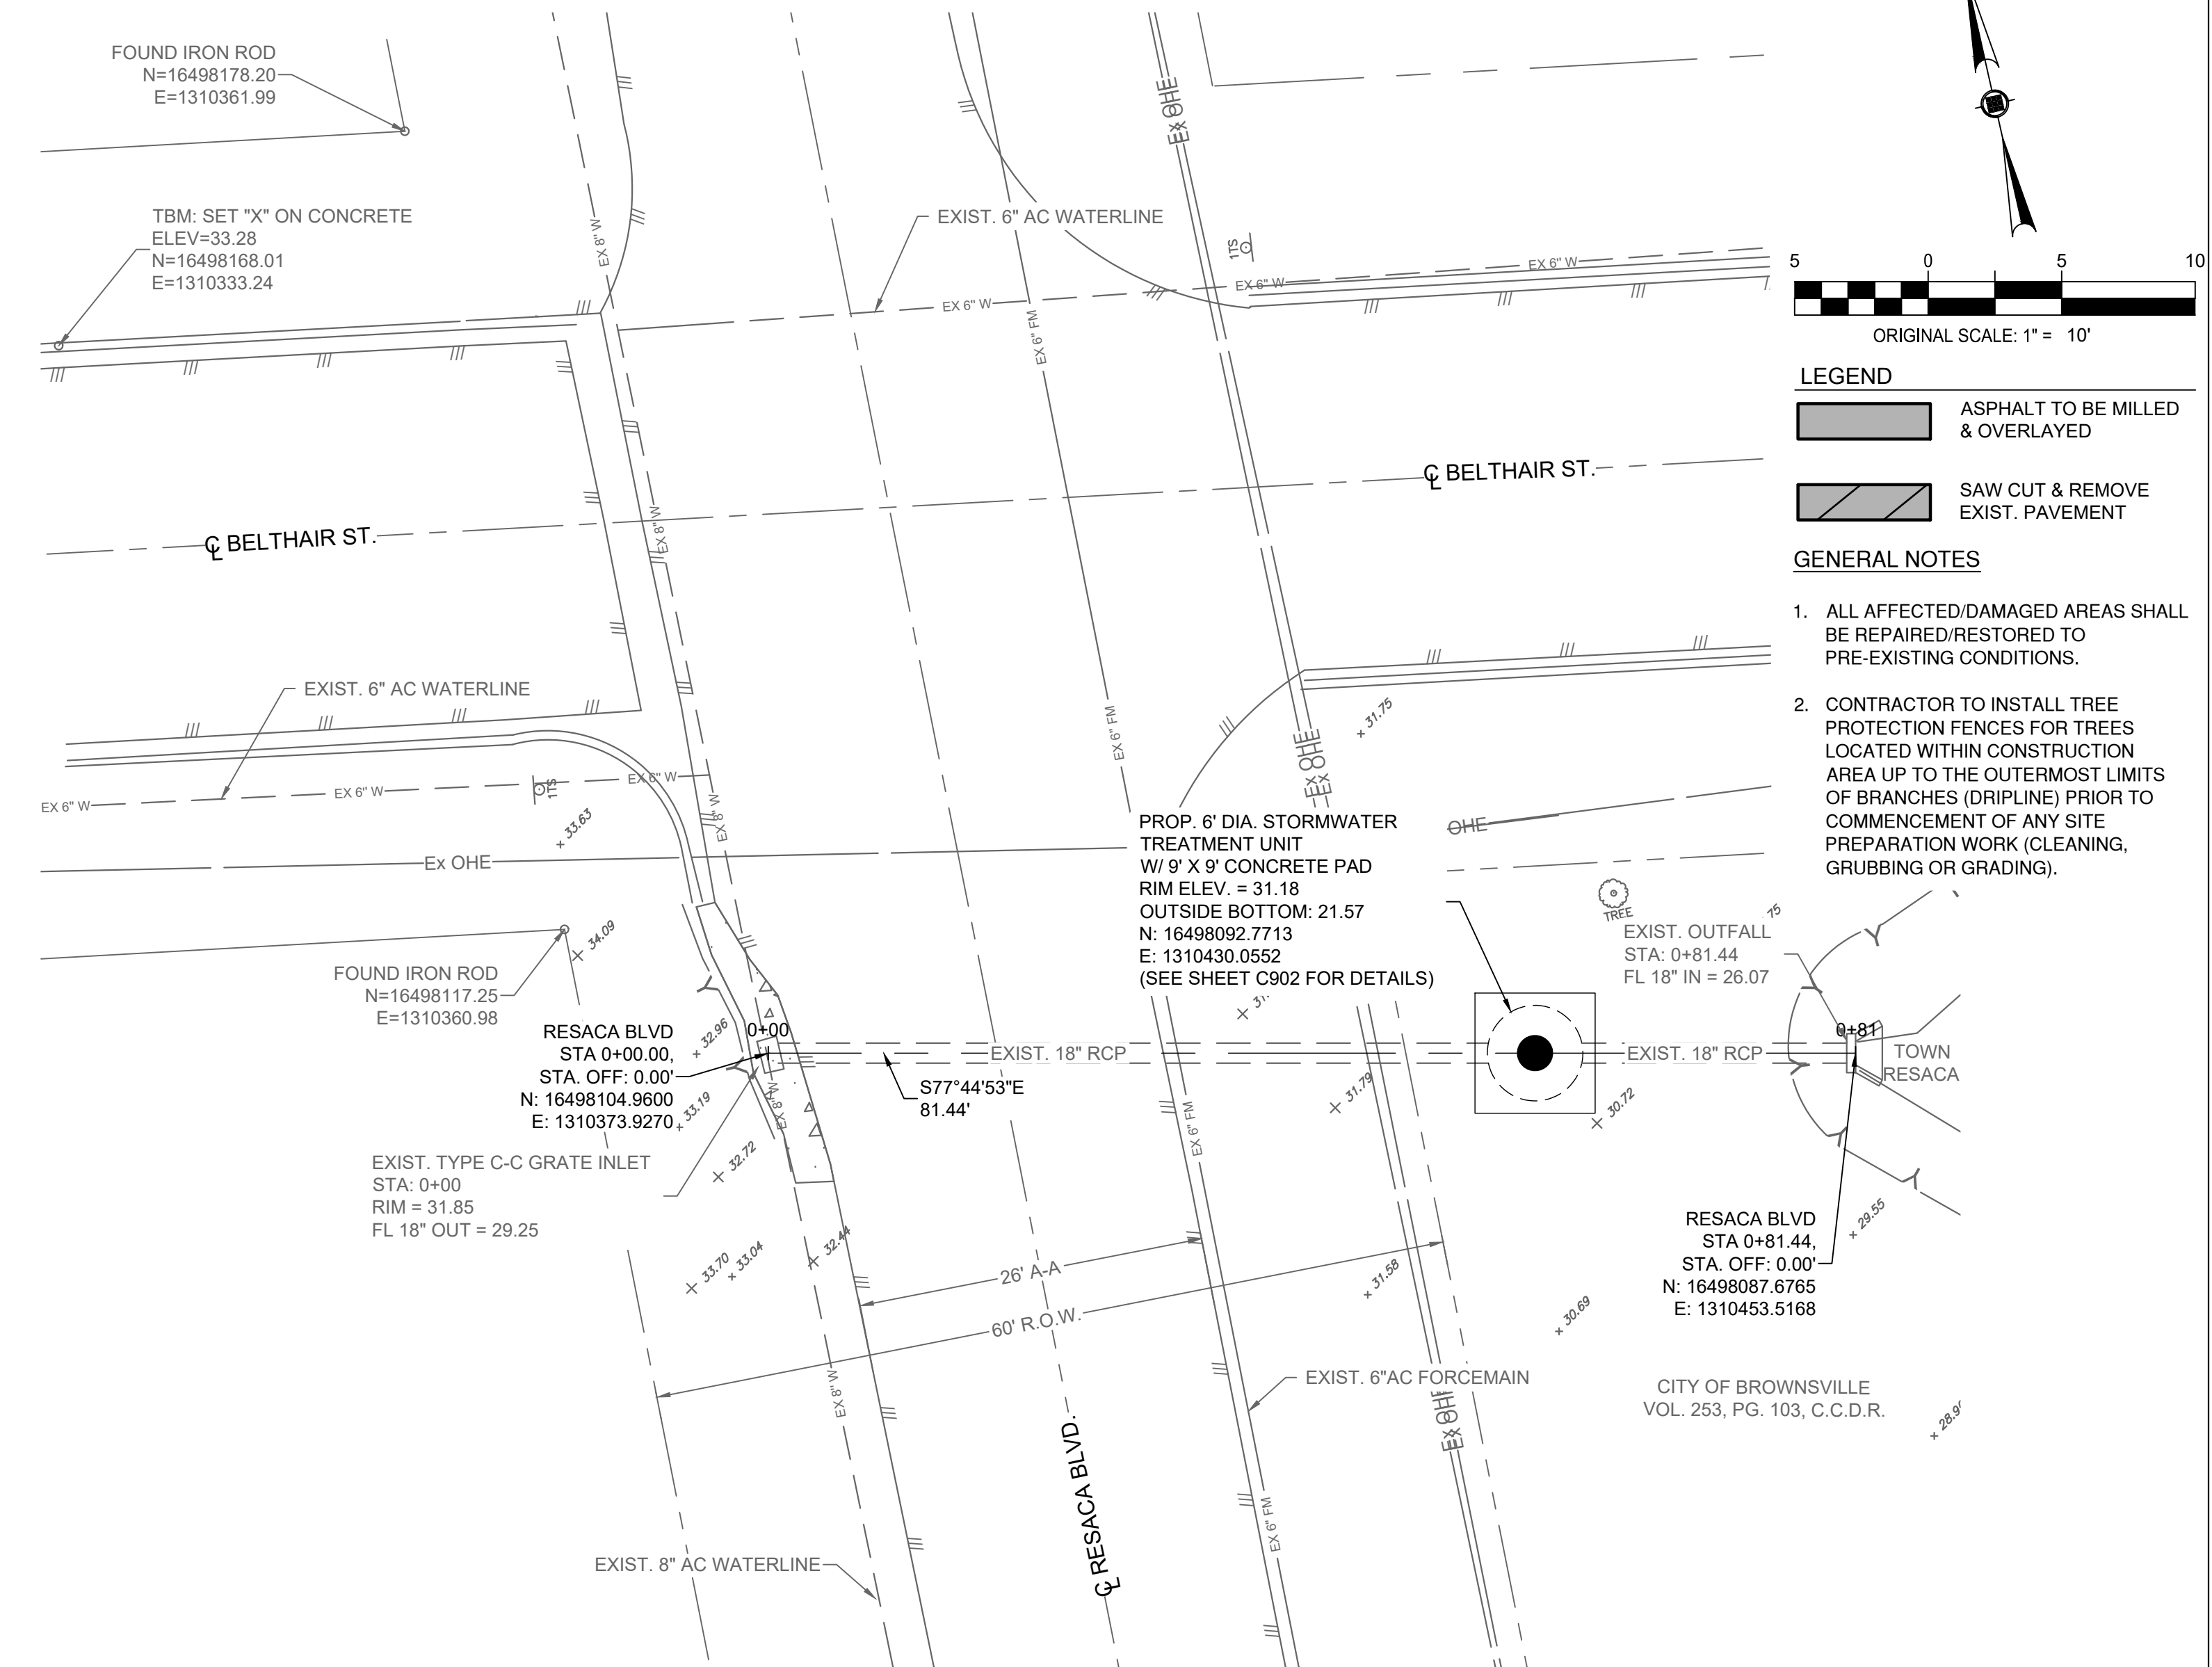 FOUND IRON ROD
N=16498178.20
E=1310361.99
TBM: SET "X" ON CONCRETE
ELEV=33.28
N=16498168.01
E=1310333.24
EX 8" W
EXIST. 6" AC WATERLINE
EX 6" W
EX 6" W
EX 6" W
1TS
Ex OHE
Ex OHE
EX 6" FM
5 0 5 10
ORIGINAL SCALE: 1" = 10'
LEGEND
ASPHALT TO BE MILLED
& OVERLAYED
SAW CUT & REMOVE
EXIST. PAVEMENT
GENERAL NOTES
1. ALL AFFECTED/DAMAGED AREAS SHALL
BE REPAIRED/RESTORED TO
PRE-EXISTING CONDITIONS.
2. CONTRACTOR TO INSTALL TREE
PROTECTION FENCES FOR TREES
LOCATED WITHIN CONSTRUCTION
AREA UP TO THE OUTERMOST LIMITS
OF BRANCHES (DRIPLINE) PRIOR TO
COMMENCEMENT OF ANY SITE
PREPARATION WORK (CLEANING,
GRUBBING OR GRADING).
℄ BELTHAIR ST.
℄ BELTHAIR ST.
EX 8" W
EXIST. 6" AC WATERLINE
EX 6" W
EX 6" W
EX 6" W
1TS
EX 8" W
33.63
EX 6" FM
31.75
Ex OHE
Ex OHE
Ex OHE
OHE
PROP. 6' DIA. STORMWATER
TREATMENT UNIT
W/ 9' X 9' CONCRETE PAD
RIM ELEV. = 31.18
OUTSIDE BOTTOM: 21.57
N: 16498092.7713
E: 1310430.0552
(SEE SHEET C902 FOR DETAILS)
31.
TREE
75
EXIST. OUTFALL
STA: 0+81.44
FL 18" IN = 26.07
34.09
FOUND IRON ROD
N=16498117.25
E=1310360.98
RESACA BLVD
STA 0+00.00,
STA. OFF: 0.00'
N: 16498104.9600
E: 1310373.9270
32.96
0+00
33.19
EX 8" W
32.72
EXIST. 18" RCP
S77°44'53"E
81.44'
EXIST. 18" RCP
0+81
TOWN
RESACA
31.79
30.72
EX 6" FM
EXIST. TYPE C-C GRATE INLET
STA: 0+00
RIM = 31.85
FL 18" OUT = 29.25
33.70
33.04
32.44
26' A-A
60' R.O.W.
31.58
30.69
29.55
RESACA BLVD
STA 0+81.44,
STA. OFF: 0.00'
N: 16498087.6765
E: 1310453.5168
EX 8" W
EXIST. 6"AC FORCEMAIN
Ex OHE
Ex OHE
CITY OF BROWNSVILLE
VOL. 253, PG. 103, C.C.D.R.
℄ RESACA BLVD.
EX 6" FM
EXIST. 8" AC WATERLINE